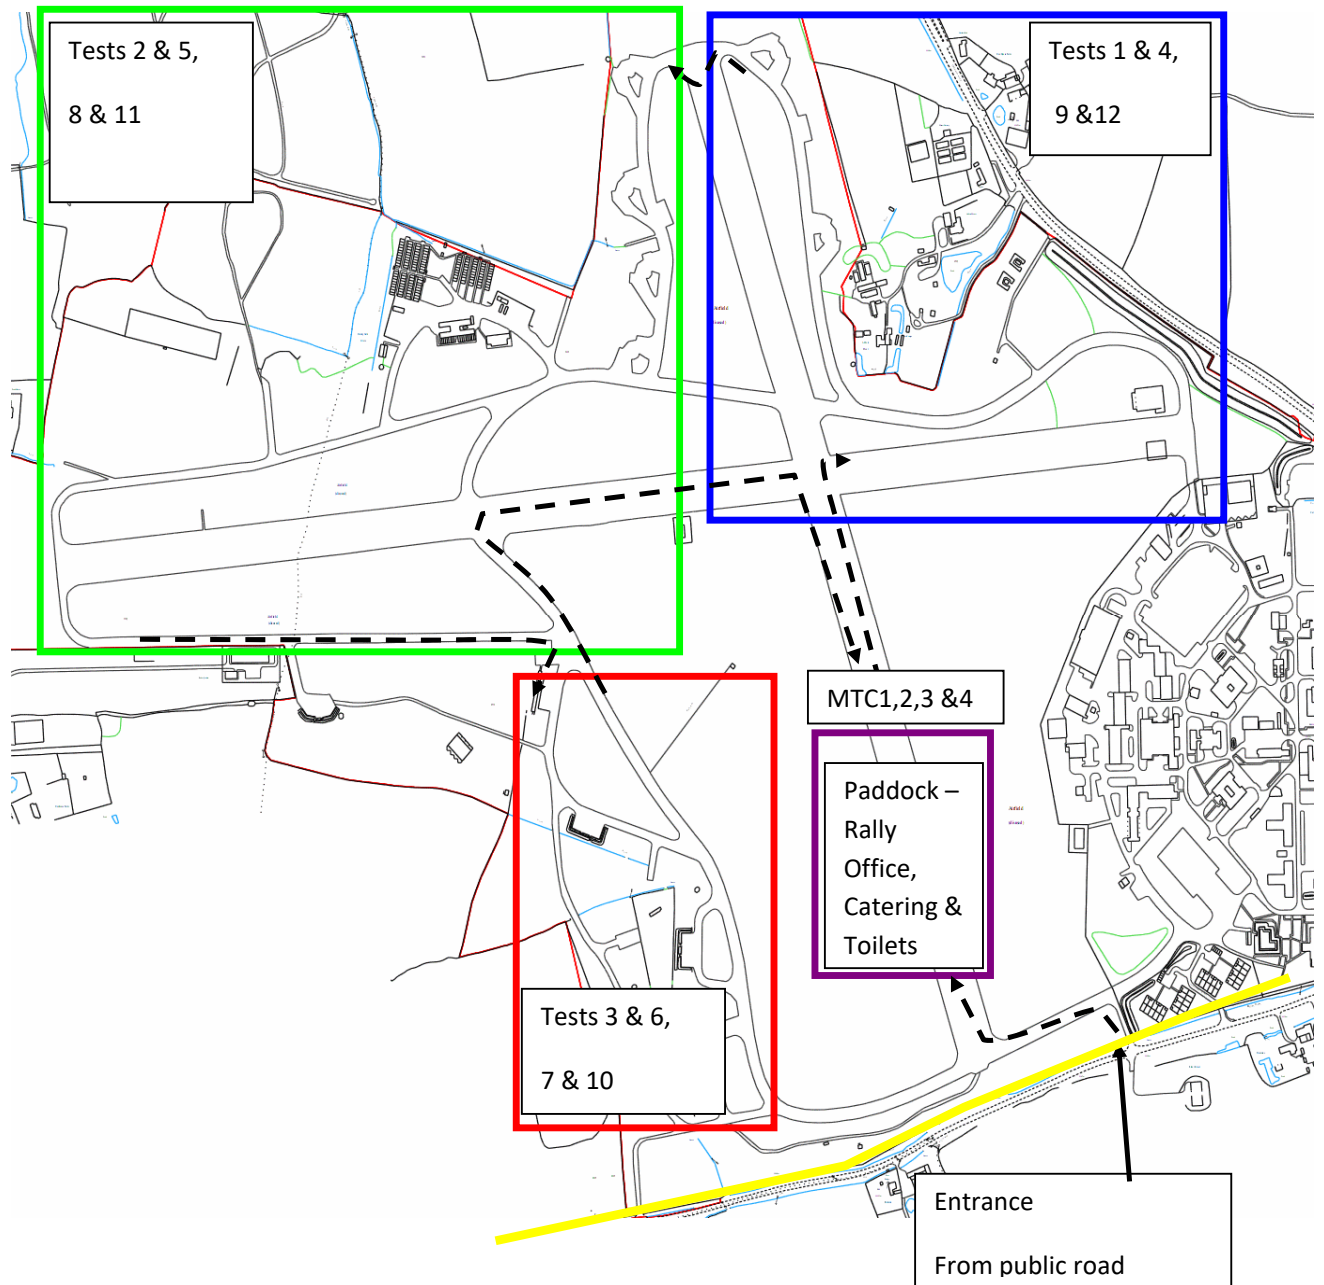 Tests 2 & 5,
8 & 11
Tests 1 & 4,
9 &12
MTC1,2,3 &4
Paddock –
Rally
Office,
Catering &
Toilets
Tests 3 & 6,
7 & 10
Entrance
From public road